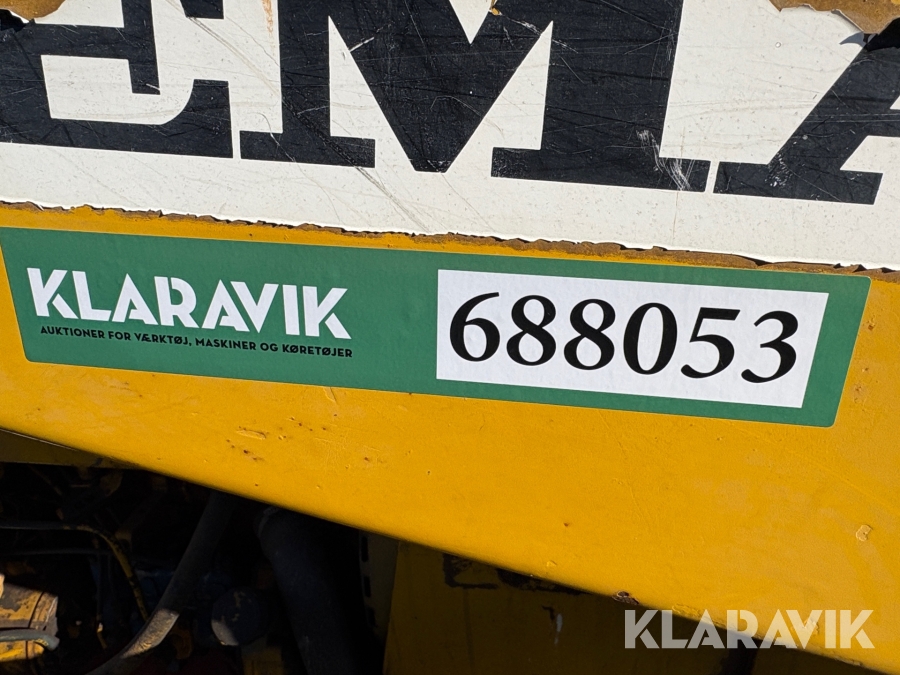 EMA
KLARAVIK
AUKTIONER FOR VÆRKTØJ, MASKINER OG KØRETØJER
688053
KLARAVIK